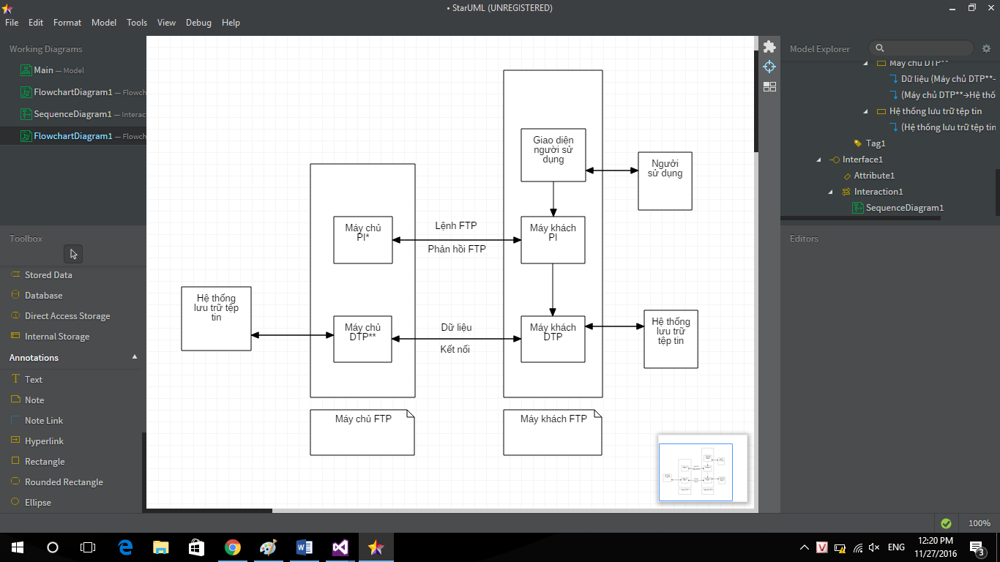 • StarUML (UNREGISTERED)
File Edit Format Model Tools View Debug Help
Working Diagrams
Main — Model
FlowchartDiagram1 — Flowch
SequenceDiagram1 — Interac
FlowchartDiagram1 — Flowch
Toolbox
Stored Data
Database
Direct Access Storage
Internal Storage
Annotations
Text
Note
Note Link
Hyperlink
Rectangle
Rounded Rectangle
Ellipse
Giao diện
người sử
dụng
Người
sử dụng
Máy chủ
PI*
Lệnh FTP
Phản hồi FTP
Máy khách
PI
Hệ thống
lưu trữ tệp
tin
Máy chủ
DTP**
Dữ liệu
Kết nối
Máy khách
DTP
Hệ thống
lưu trữ
tệp tin
Máy chủ FTP
Máy khách FTP
Model Explorer
Máy chủ DTP**
Dữ liệu (Máy chủ DTP**→
(Máy chủ DTP**→Hệ thố
Hệ thống lưu trữ tệp tin
(Hệ thống lưu trữ tệp tin
Tag1
Interface1
Attribute1
Interaction1
SequenceDiagram1
Editors
100%
ENG
12:20 PM
11/27/2016
3